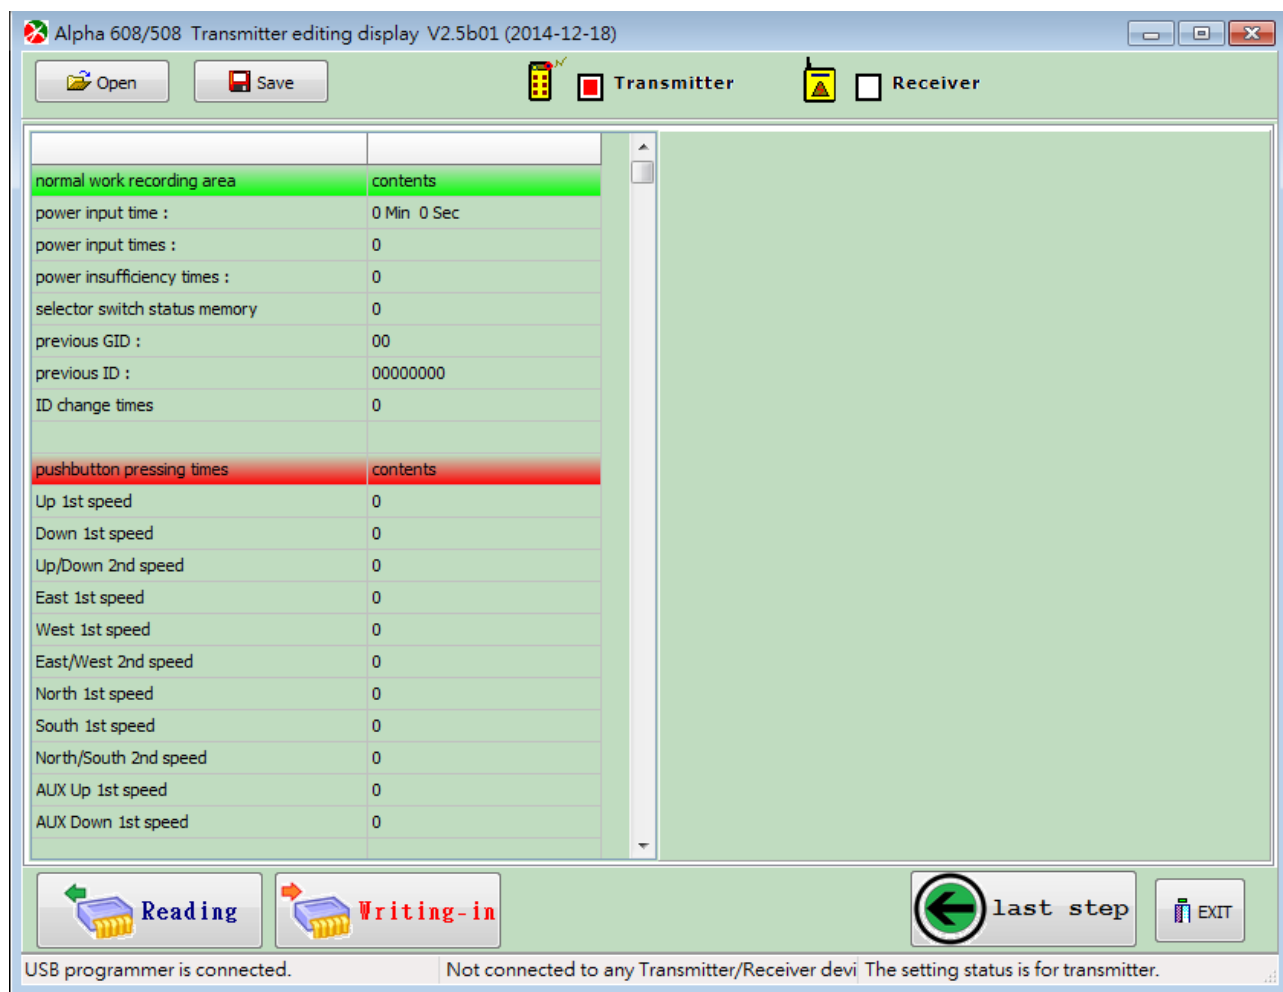 Alpha 608/508 Transmitter editing display V2.5b01 (2014-12-18)
Open Save Transmitter Receiver
normal work recording area contents
power input time : 0 Min 0 Sec
power input times : 0
power insufficiency times : 0
selector switch status memory 0
previous GID : 00
previous ID : 00000000
ID change times 0
pushbutton pressing times contents
Up 1st speed 0
Down 1st speed 0
Up/Down 2nd speed 0
East 1st speed 0
West 1st speed 0
East/West 2nd speed 0
North 1st speed 0
South 1st speed 0
North/South 2nd speed 0
AUX Up 1st speed 0
AUX Down 1st speed 0
Reading Writing-in last step EXIT
USB programmer is connected. Not connected to any Transmitter/Receiver devi The setting status is for transmitter.